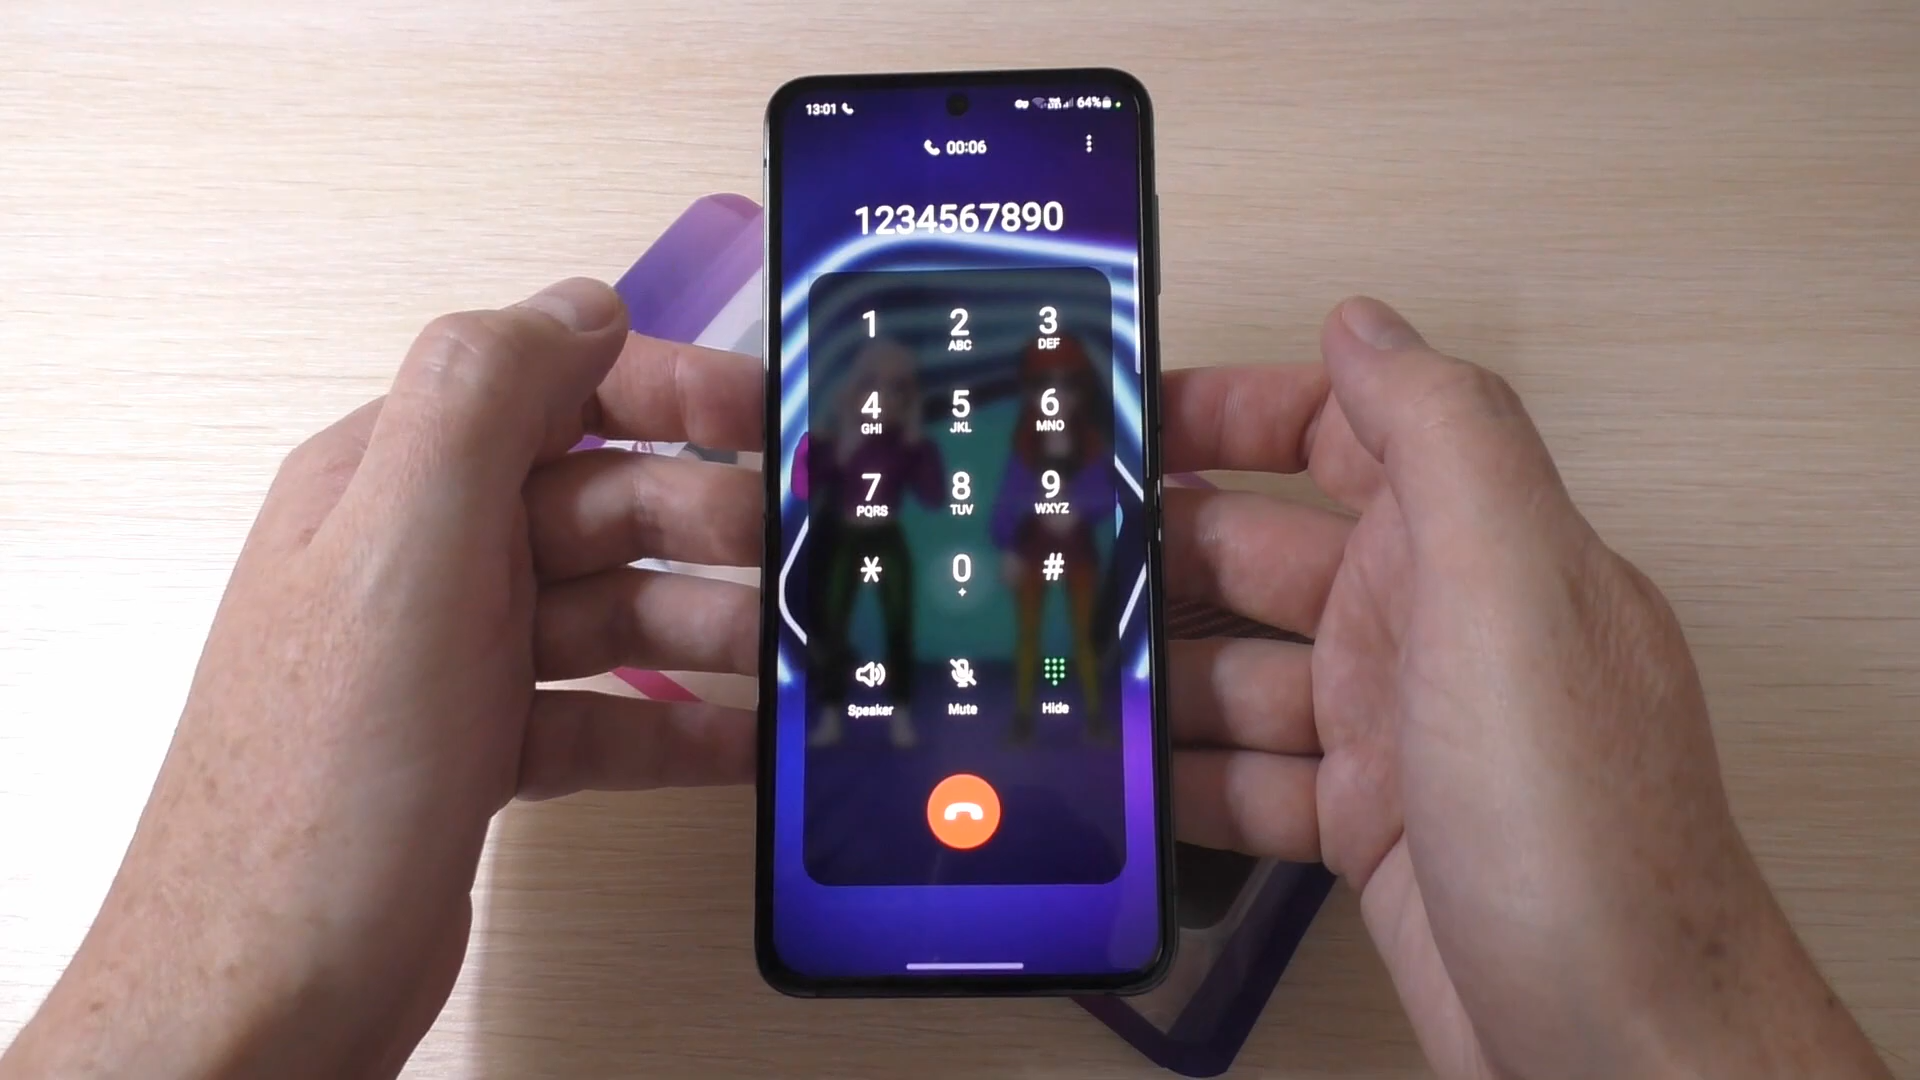 13:01 64%
00:06
1234567890
1 2 3
ABC DEF
4 5 6
GHI JKL MNO
7 8 9
PQRS TUV WXYZ
* 0 #
+
Speaker Mute Hide